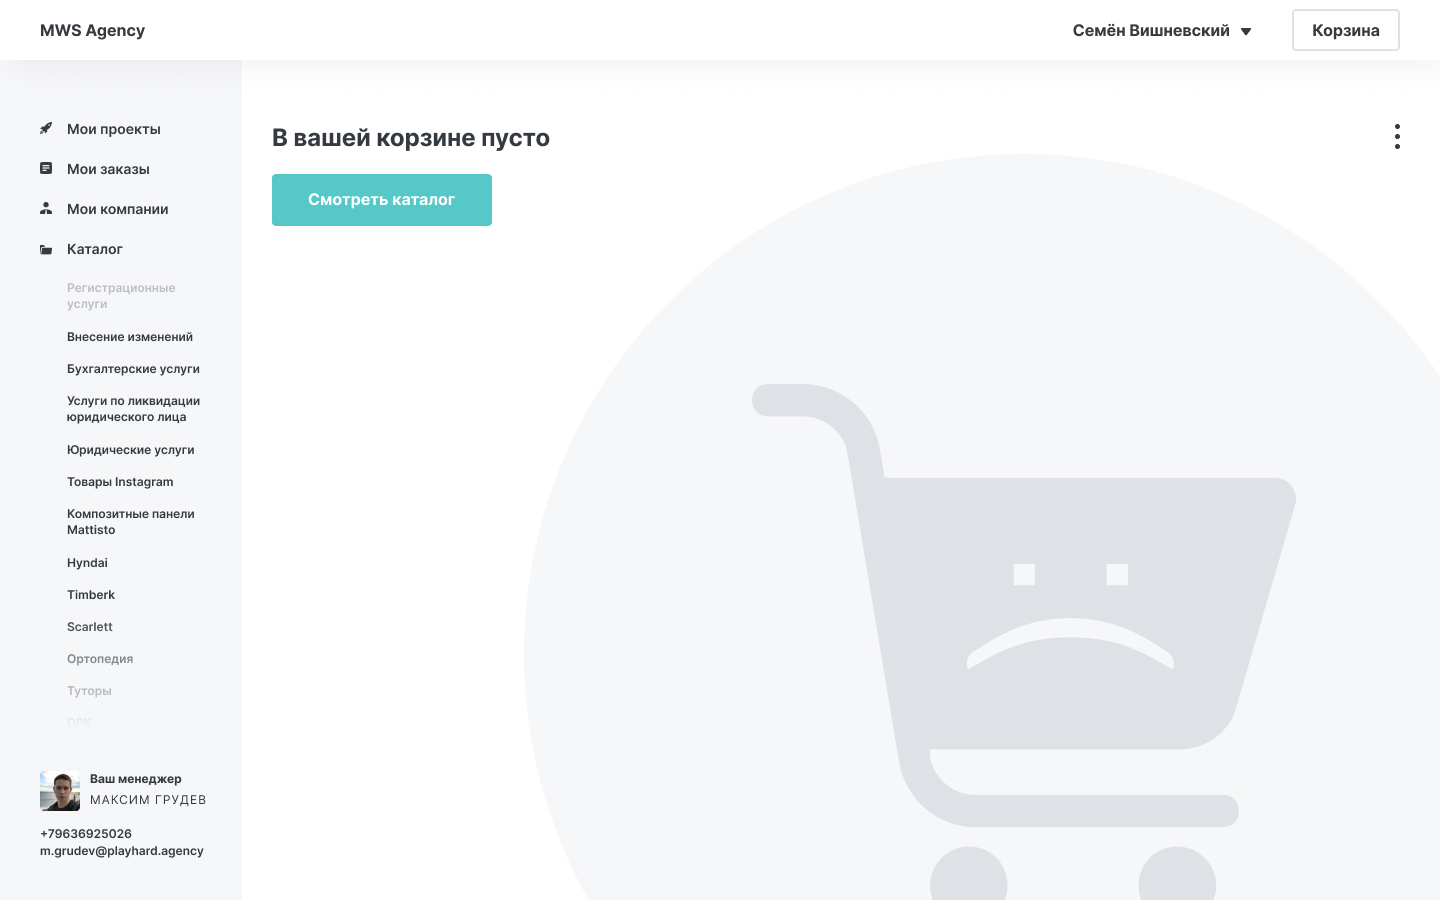 MWS Agency
Семён Вишневский
Корзина
Мои проекты
Мои заказы
Мои компании
Каталог
Регистрационные
услуги
Внесение изменений
Бухгалтерские услуги
Услуги по ликвидации
юридического лица
Юридические услуги
Товары Instagram
Композитные панели
Mattisto
Hyndai
Timberk
Scarlett
Ортопедия
Туторы
Ваш менеджер
МАКСИМ ГРУДЕВ
+79636925026
m.grudev@playhard.agency
В вашей корзине пусто
Смотреть каталог